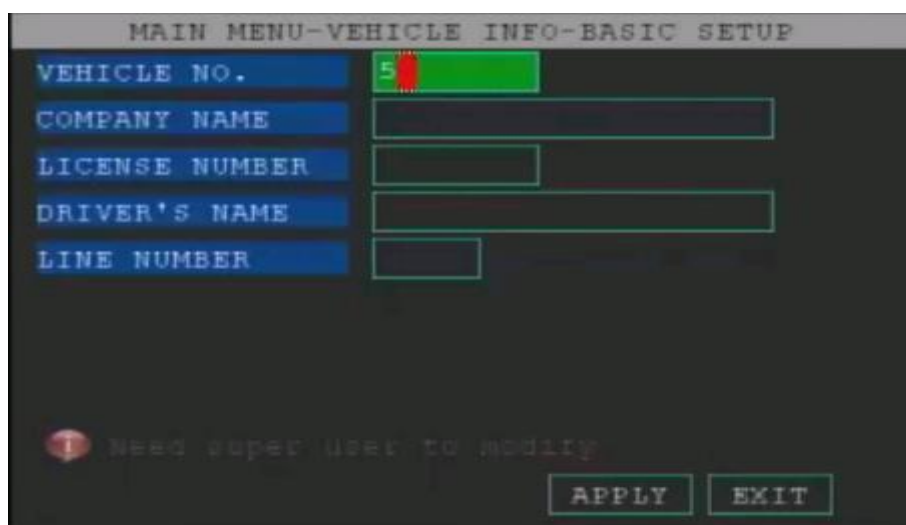 MAIN MENU-VEHICLE INFO-BASIC SETUP
VEHICLE NO. 5
COMPANY NAME
LICENSE NUMBER
DRIVER'S NAME
LINE NUMBER
Need super user to modify
APPLY EXIT